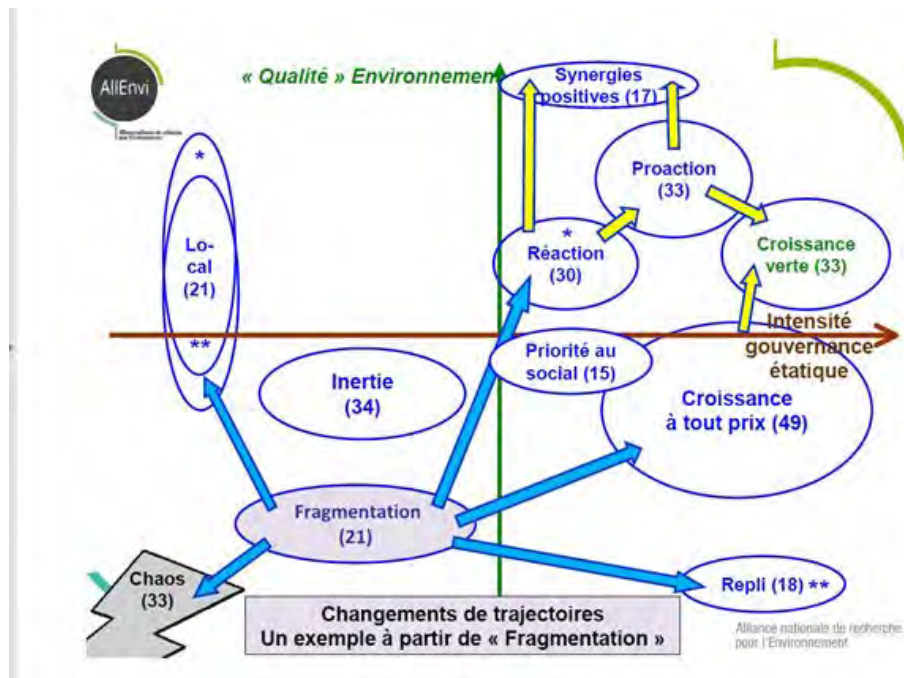 AllEnvi
« Qualité » Environnemen
Synergies
positives (17)
*
Proaction
(33)
Lo-
cal
(21)
**
*
Réaction
(30)
Croissance
verte (33)
Intensité
gouvernance
étatique
Priorité au
social (15)
Inertie
(34)
Croissance
à tout prix (49)
Fragmentation
(21)
Chaos
(33)
Repli (18) **
Changements de trajectoires
Un exemple à partir de « Fragmentation »
Alliance nationale de recherche
pour l'Environnement